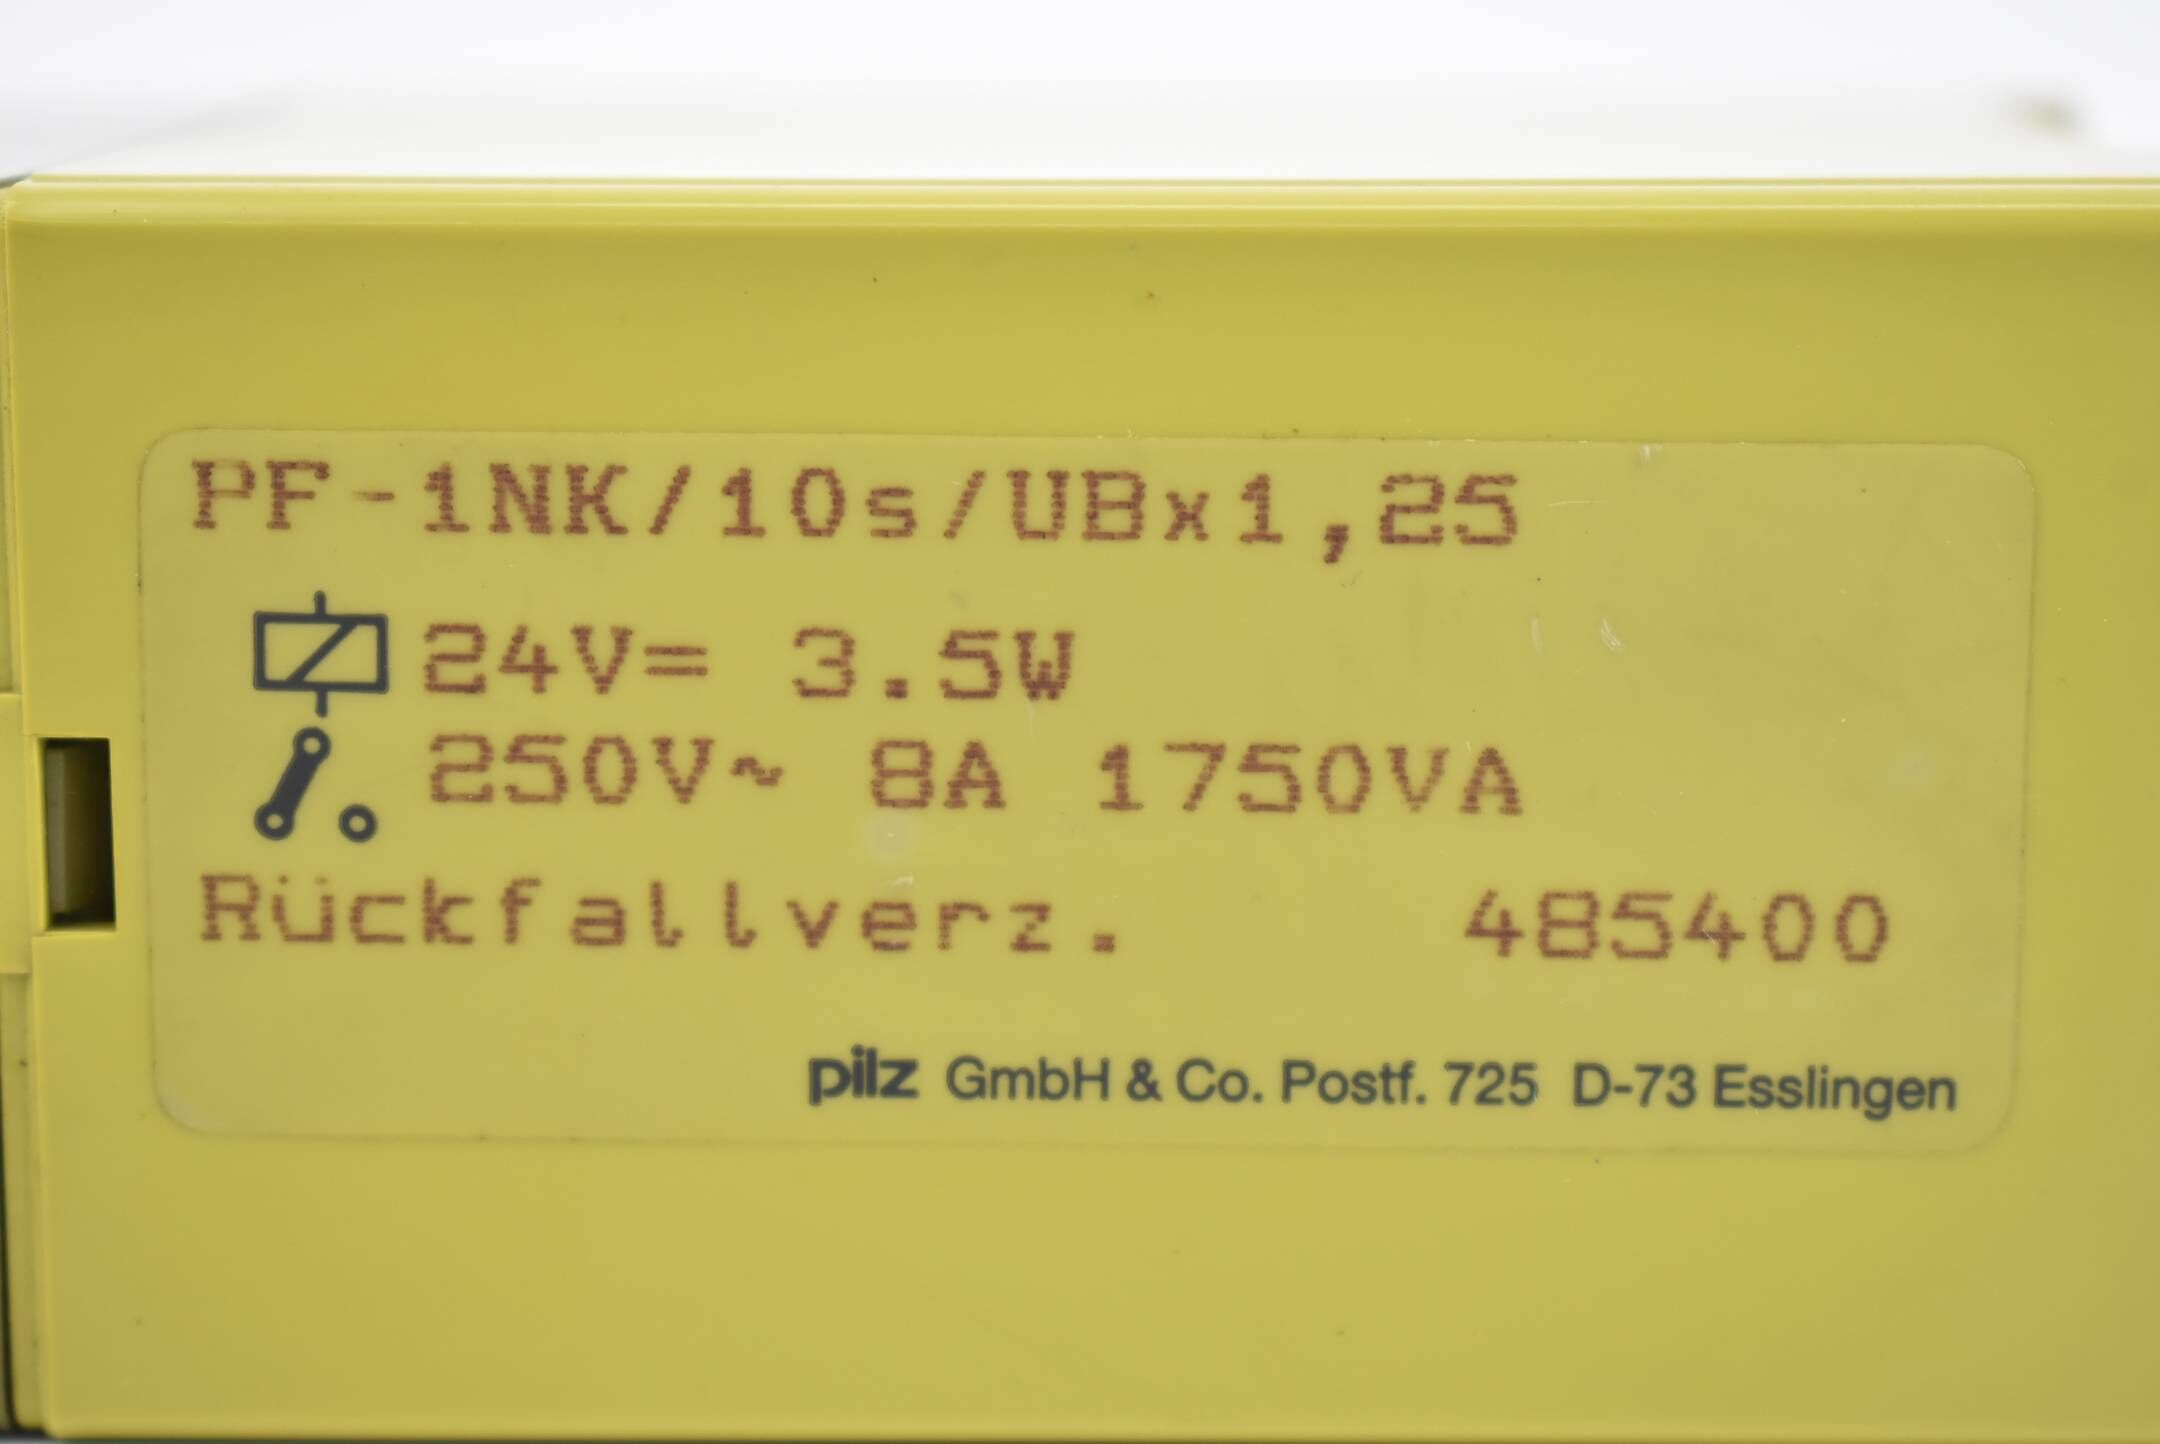 PF-1NK/10s/UBx1,25
24V= 3.5W
250V~ 8A 1750VA
Rückfallverz. 485400
pilz GmbH & Co. Postf. 725 D-73 Esslingen